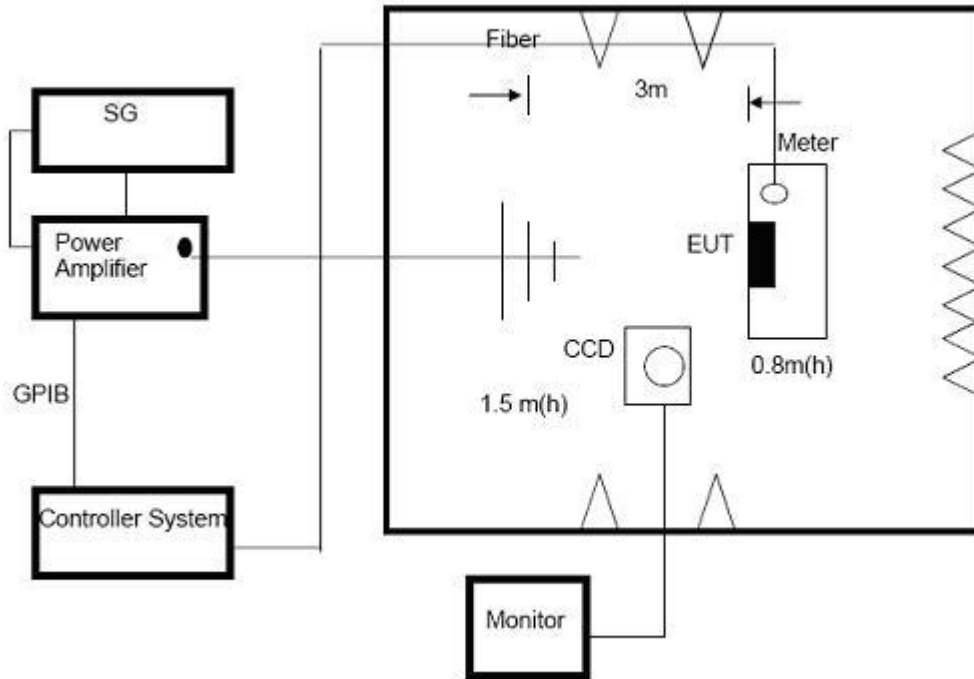 Fiber
3m
SG
Meter
Power
Amplifier
EUT
CCD
0.8m(h)
GPIB
1.5 m(h)
Controller System
Monitor